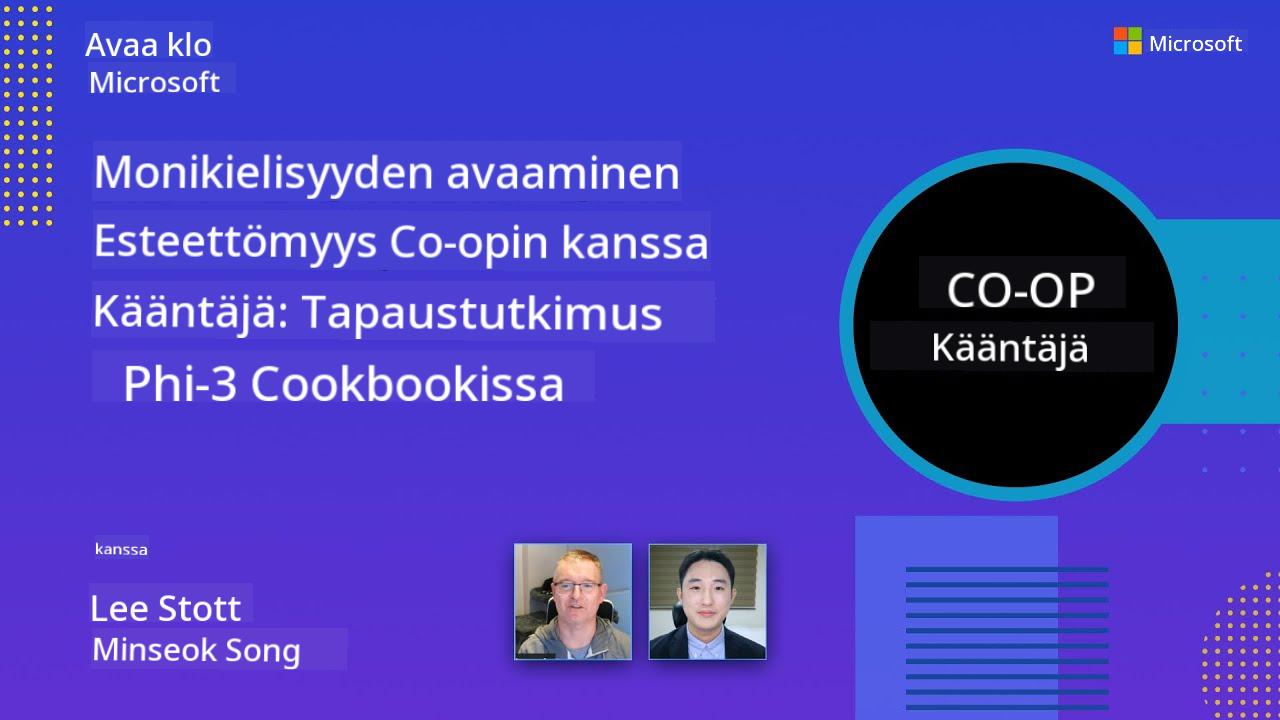 Avaa klo
Microsoft
Microsoft
Monikielisyyden avaaminen
Esteettömyys Co-opin kanssa
Kääntäjä: Tapaustutkimus
Phi-3 Cookbookissa
CO-OP
Kääntäjä
kanssa
Lee Stott
Minseok Song